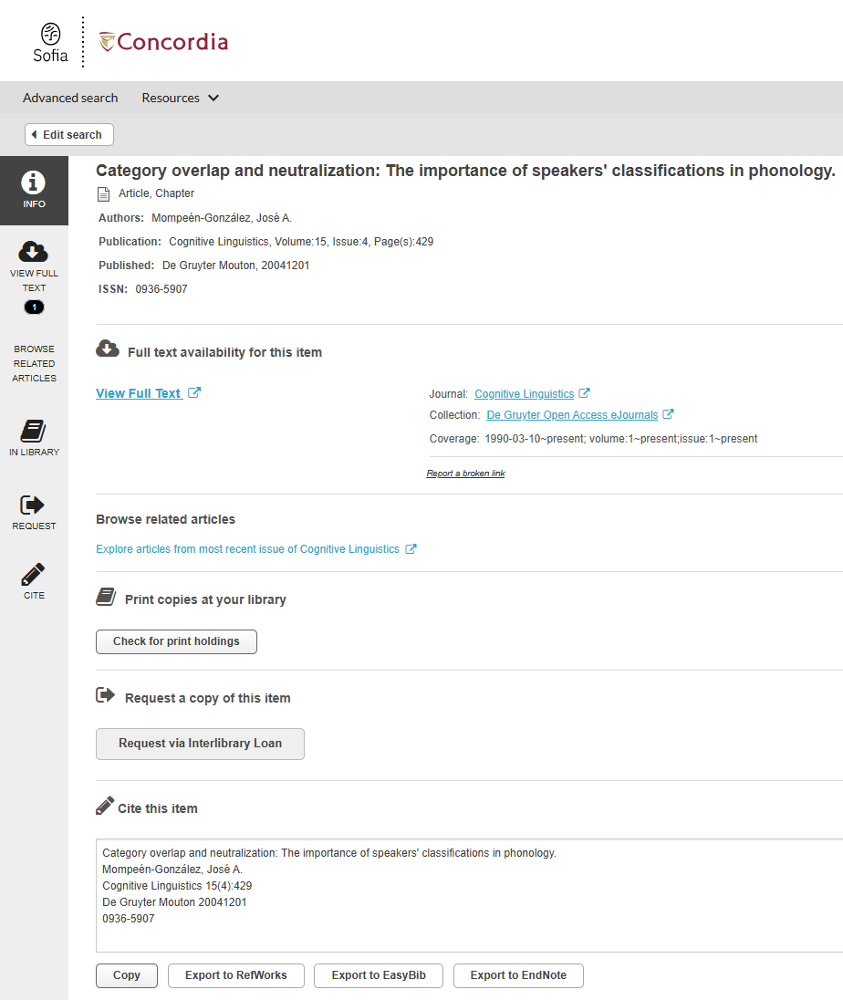 Sofia
Concordia
Advanced search Resources
Edit search
INFO
VIEW FULL
TEXT
1
BROWSE
RELATED
ARTICLES
IN LIBRARY
REQUEST
CITE
Category overlap and neutralization: The importance of speakers' classifications in phonology.
Article, Chapter
Authors: Mompeén-González, José A.
Publication: Cognitive Linguistics, Volume:15, Issue:4, Page(s):429
Published: De Gruyter Mouton, 20041201
ISSN: 0936-5907
Full text availability for this item
View Full Text
Journal: Cognitive Linguistics
Collection: De Gruyter Open Access eJournals
Coverage: 1990-03-10~present; volume:1~present;issue:1~present
Report a broken link
Browse related articles
Explore articles from most recent issue of Cognitive Linguistics
Print copies at your library
Check for print holdings
Request a copy of this item
Request via Interlibrary Loan
Cite this item
Category overlap and neutralization: The importance of speakers' classifications in phonology.
Mompeén-González, José A.
Cognitive Linguistics 15(4):429
De Gruyter Mouton 20041201
0936-5907
Copy Export to RefWorks Export to EasyBib Export to EndNote